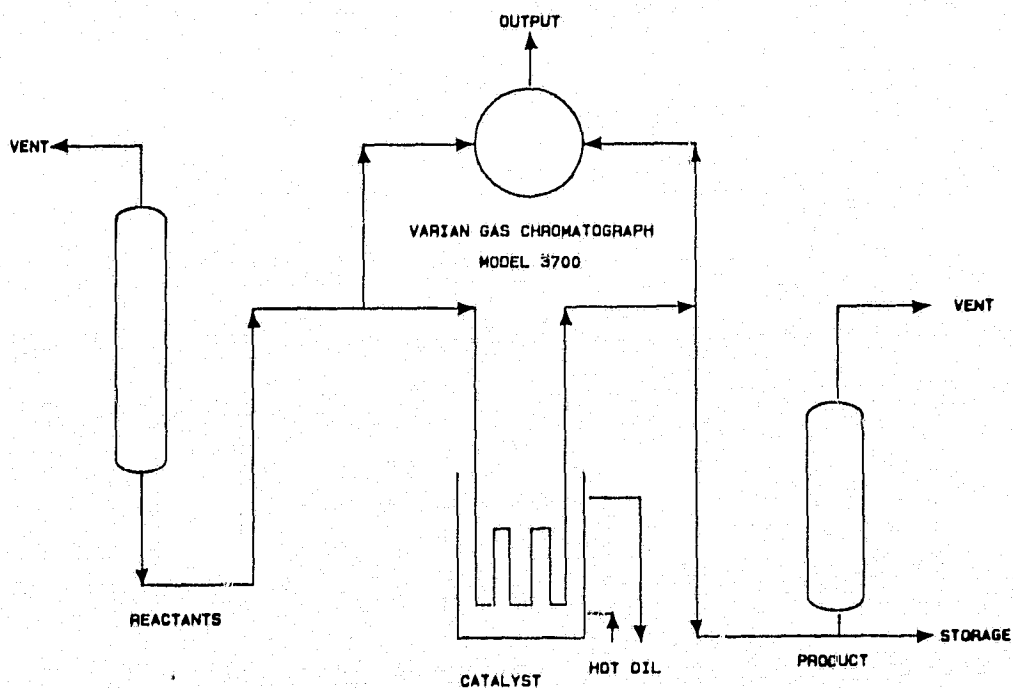 OUTPUT
VENT
VARIAN GAS CHROMATOGRAPH
MODEL 3700
VENT
REACTANTS
STORAGE
PRODUCT
HOT OIL
CATALYST